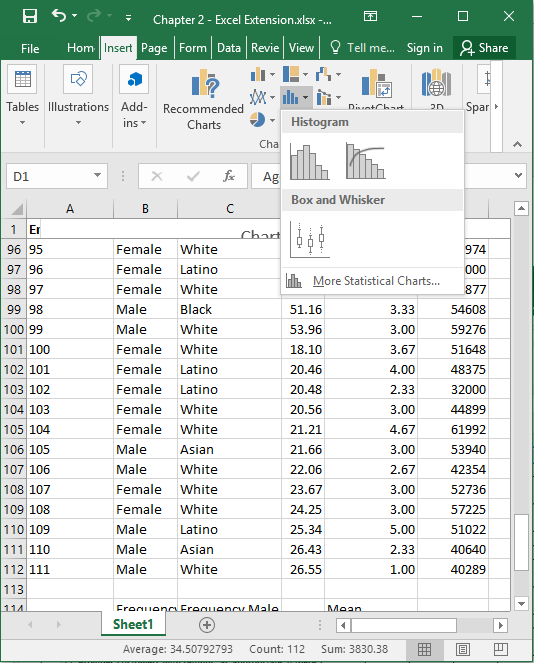 Chapter 2 - Excel Extension.xlsx -...
File Hom Insert Page Form Data Revie View Tell me... Sign in Share
Tables Illustrations Add-ins Recommended Charts PivotChart 3D Spar
Cha
Histogram
Box and Whisker
More Statistical Charts...
D1 fx Ag
A B C
1 Er Chart
96 95 Female White 974
97 96 Female Latino 000
98 97 Female White 877
99 98 Male Black 51.16 3.33 54608
100 99 Male White 53.96 3.00 59276
101 100 Female White 18.10 3.67 51648
102 101 Female Latino 20.46 4.00 48375
103 102 Female Latino 20.48 2.33 32000
104 103 Female White 20.56 3.00 44899
105 104 Female White 21.21 4.67 61992
106 105 Male Asian 21.66 3.00 53940
107 106 Male White 22.06 2.67 42354
108 107 Female White 23.67 3.00 52736
109 108 Female White 24.25 3.00 57225
110 109 Male Latino 25.34 5.00 51022
111 110 Male Asian 26.43 2.33 40640
112 111 Male White 26.55 1.00 40289
113
114 Frequency Frequency Male Mean
Sheet1
Average: 34.50792793 Count: 112 Sum: 3830.38